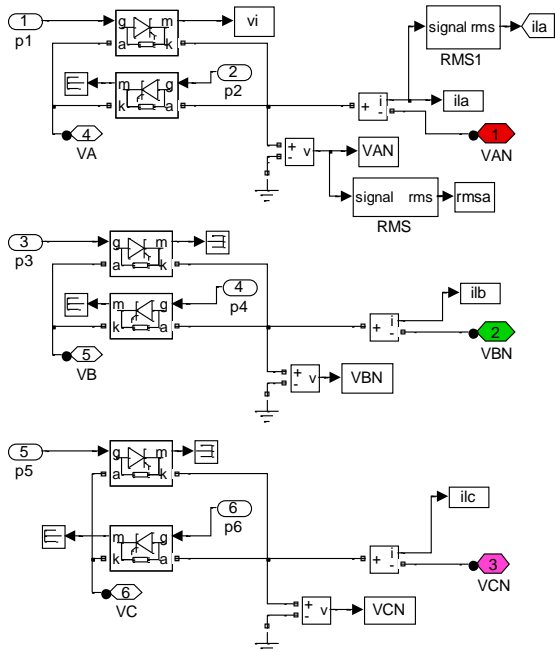 1
p1
g m
a k
vi
signal rms
RMS1
ila
m g
k a
2
p2
+
-
i
ila
4
VA
1
VAN
+
-
v
VAN
signal rms
RMS
rmsa
3
p3
g m
a k
m g
k a
4
p4
+
-
i
ilb
5
VB
2
VBN
+
-
v
VBN
5
p5
g m
a k
m g
k a
6
p6
+
-
i
ilc
6
VC
3
VCN
+
-
v
VCN